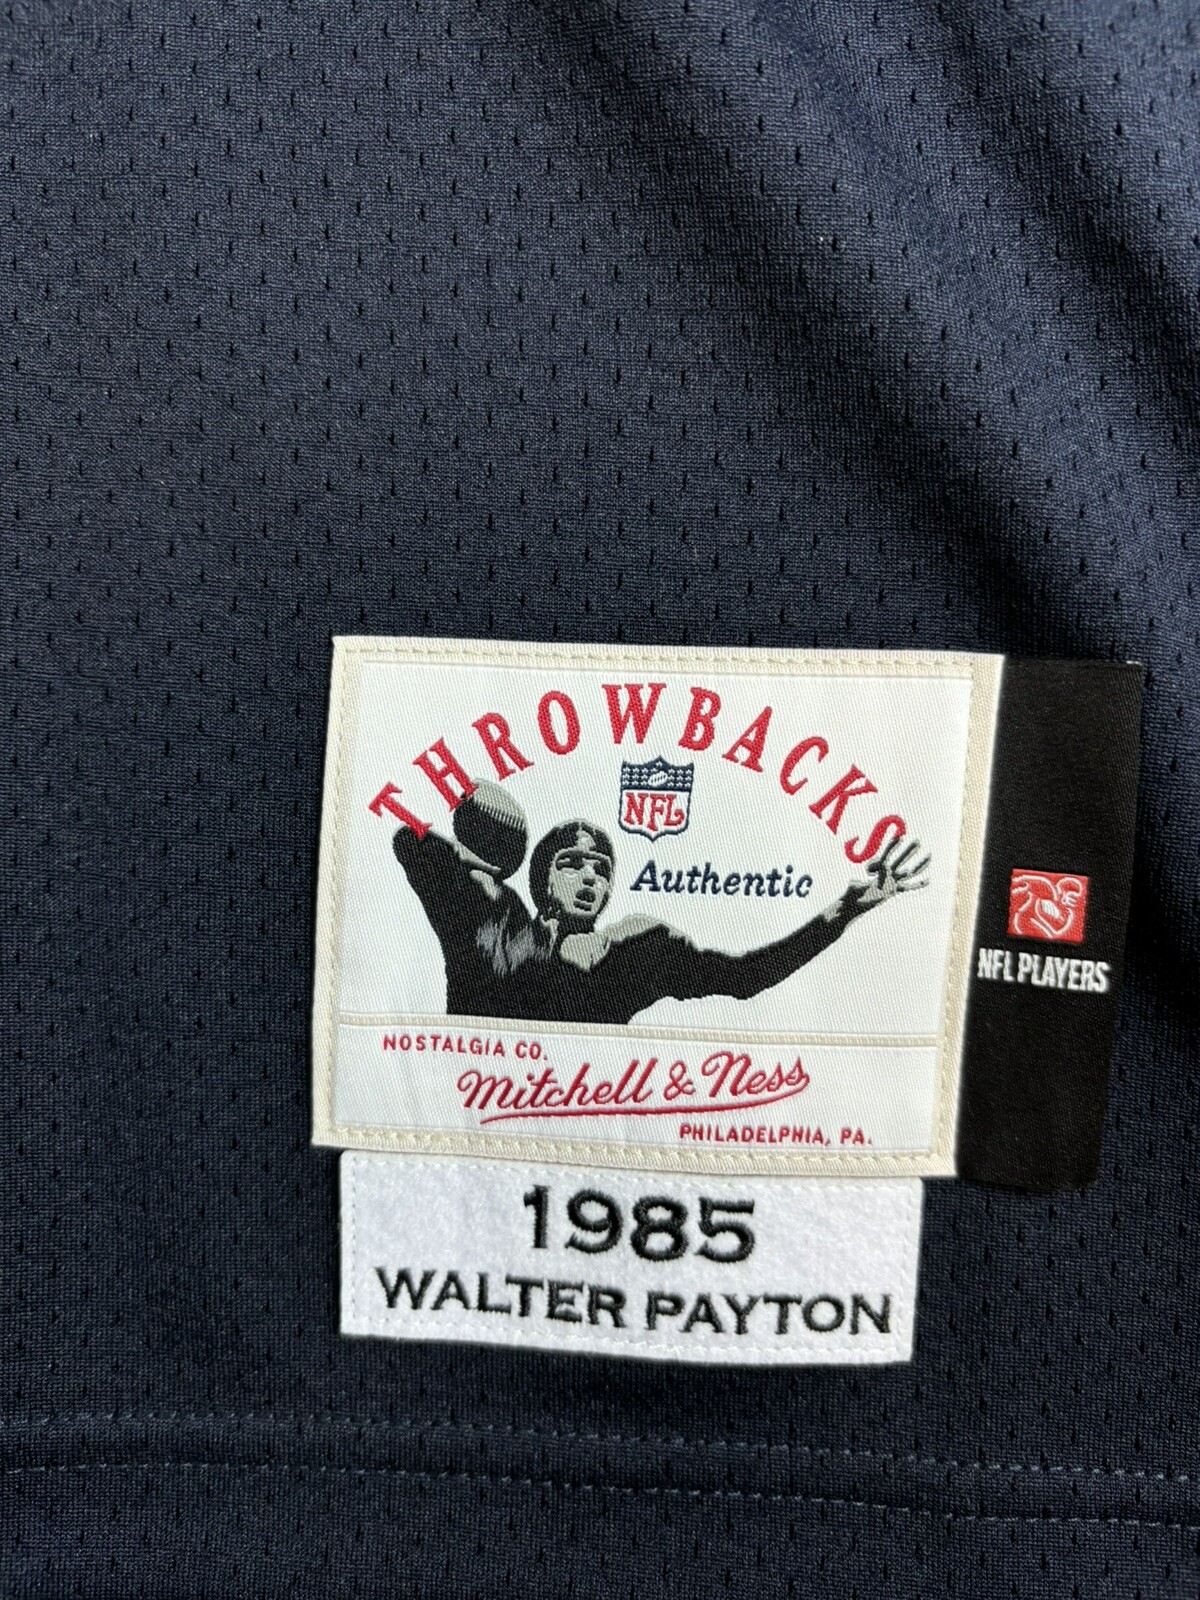 THROWBACKS
NFL
Authentic
NFL PLAYERS
NOSTALGIA CO.
Mitchell & Ness
PHILADELPHIA, PA.
1985
WALTER PAYTON